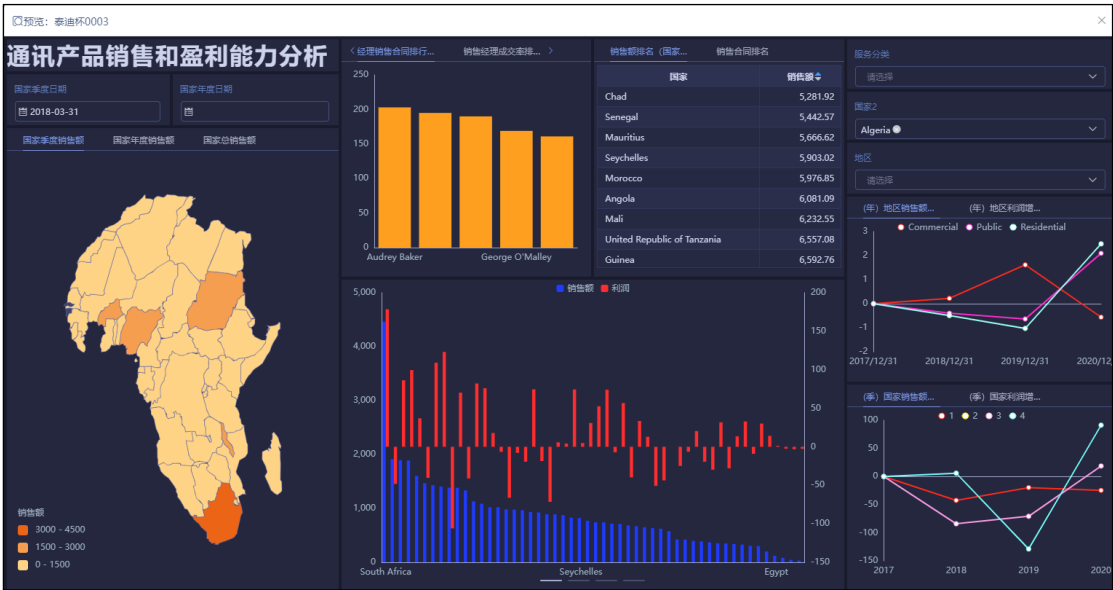 预览：泰迪杯0003
×
通讯产品销售和盈利能力分析
国家季度日期
国家年度日期
2018-03-31
国家季度销售额 国家年度销售额 国家总销售额
销售额
3000 - 4500
1500 - 3000
0 - 1500
< 经理销售合同排行... 销售经理成交率排... >
250
200
150
100
50
0
Audrey Baker George O'Malley
销售额排名（国家... 销售合同排名
国家 销售额
Chad 5,281.92
Senegal 5,442.57
Mauritius 5,666.62
Seychelles 5,903.02
Morocco 5,976.85
Angola 6,081.09
Mali 6,232.55
United Republic of Tanzania 6,557.08
Guinea 6,592.76
销售额 利润
5,000 200
150
4,000
100
3,000
50
2,000 0
-50
1,000
-100
0 -150
South Africa Seychelles Egypt
服务分类
请选择
国家2
Algeria
地区
请选择
(年) 地区销售额... (年) 地区利润增...
Commercial Public Residential
3
2
1
0
-1
-2
2017/12/31 2018/12/31 2019/12/31 2020/12
(季) 国家销售额... (季) 国家利润增...
1 2 3 4
100
50
0
-50
-100
-150
2017 2018 2019 2020